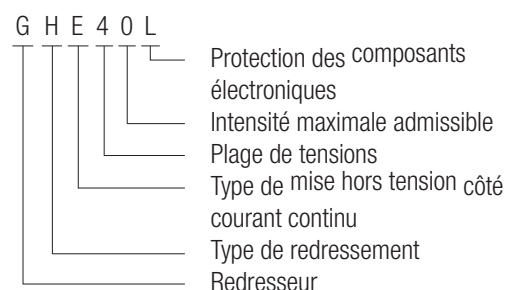 G H E 4 0 L
Protection des composants
électroniques
Intensité maximale admissible
Plage de tensions
Type de mise hors tension côté
courant continu
Type de redressement
Redresseur